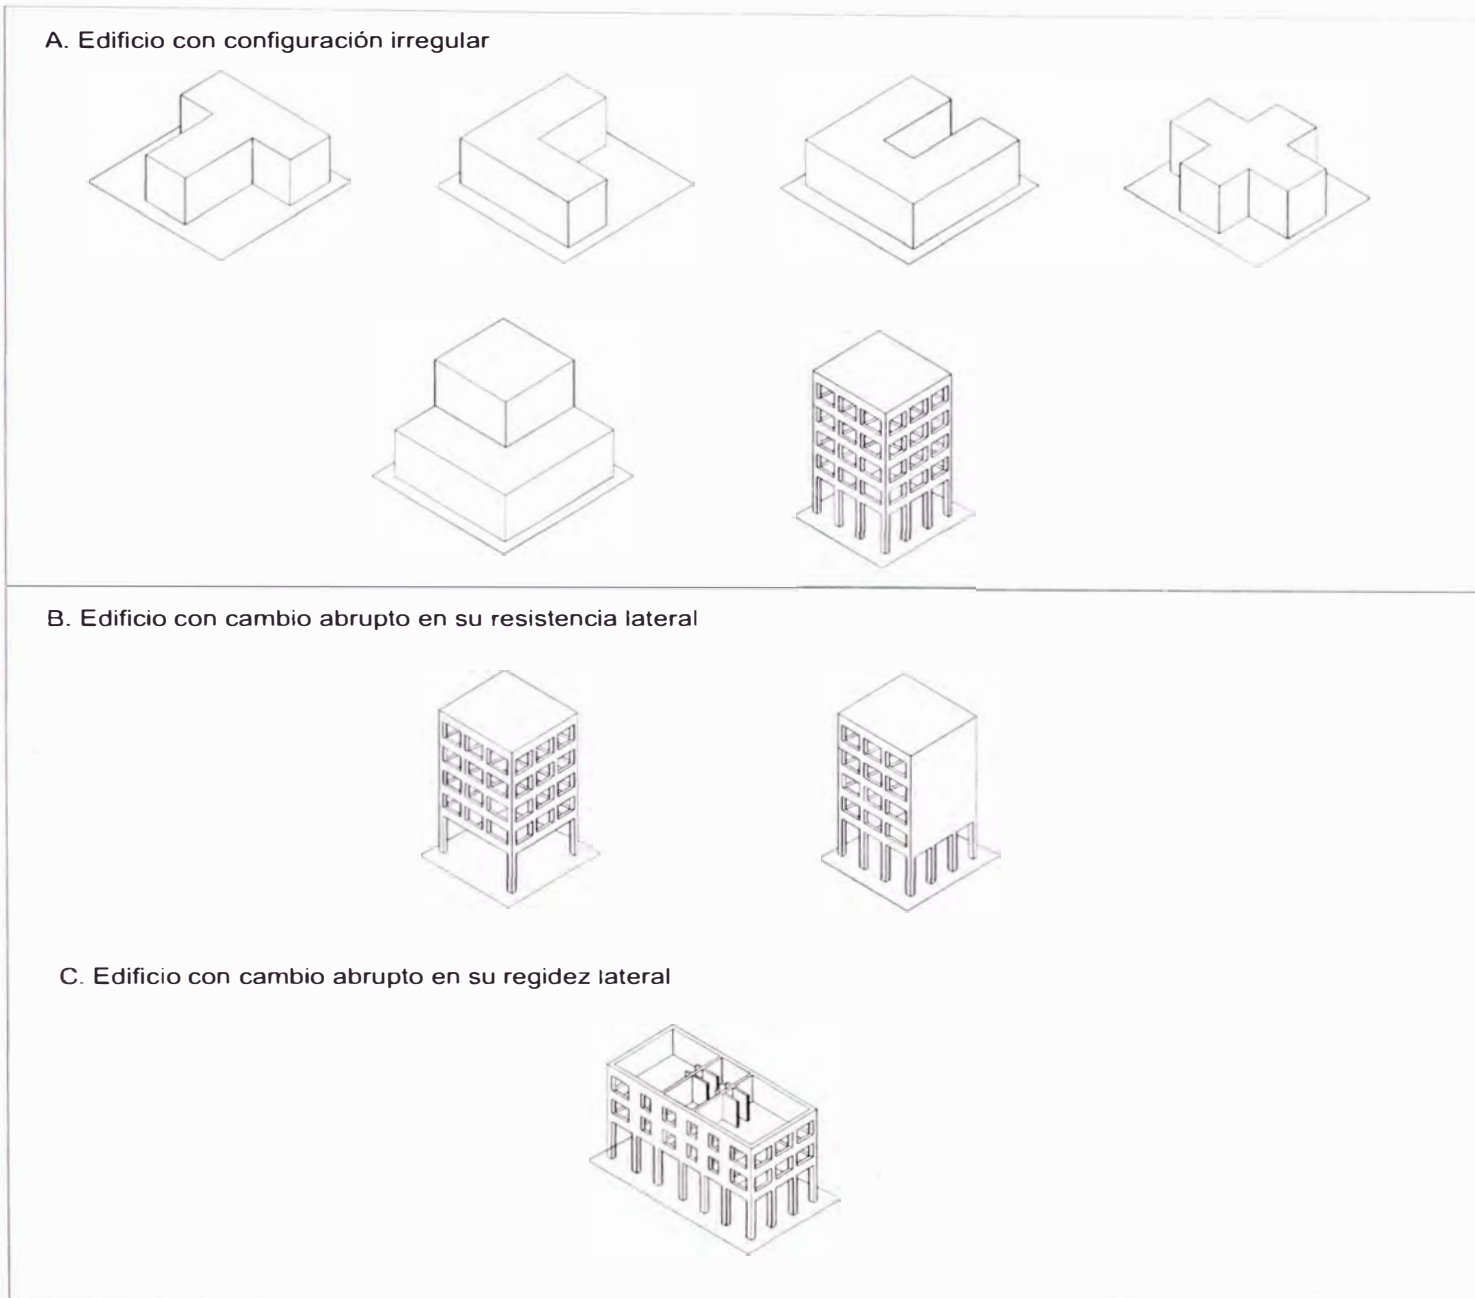 A. Edificio con configuración irregular
B. Edificio con cambio abrupto en su resistencia lateral
C. Edificio con cambio abrupto en su regidez lateral